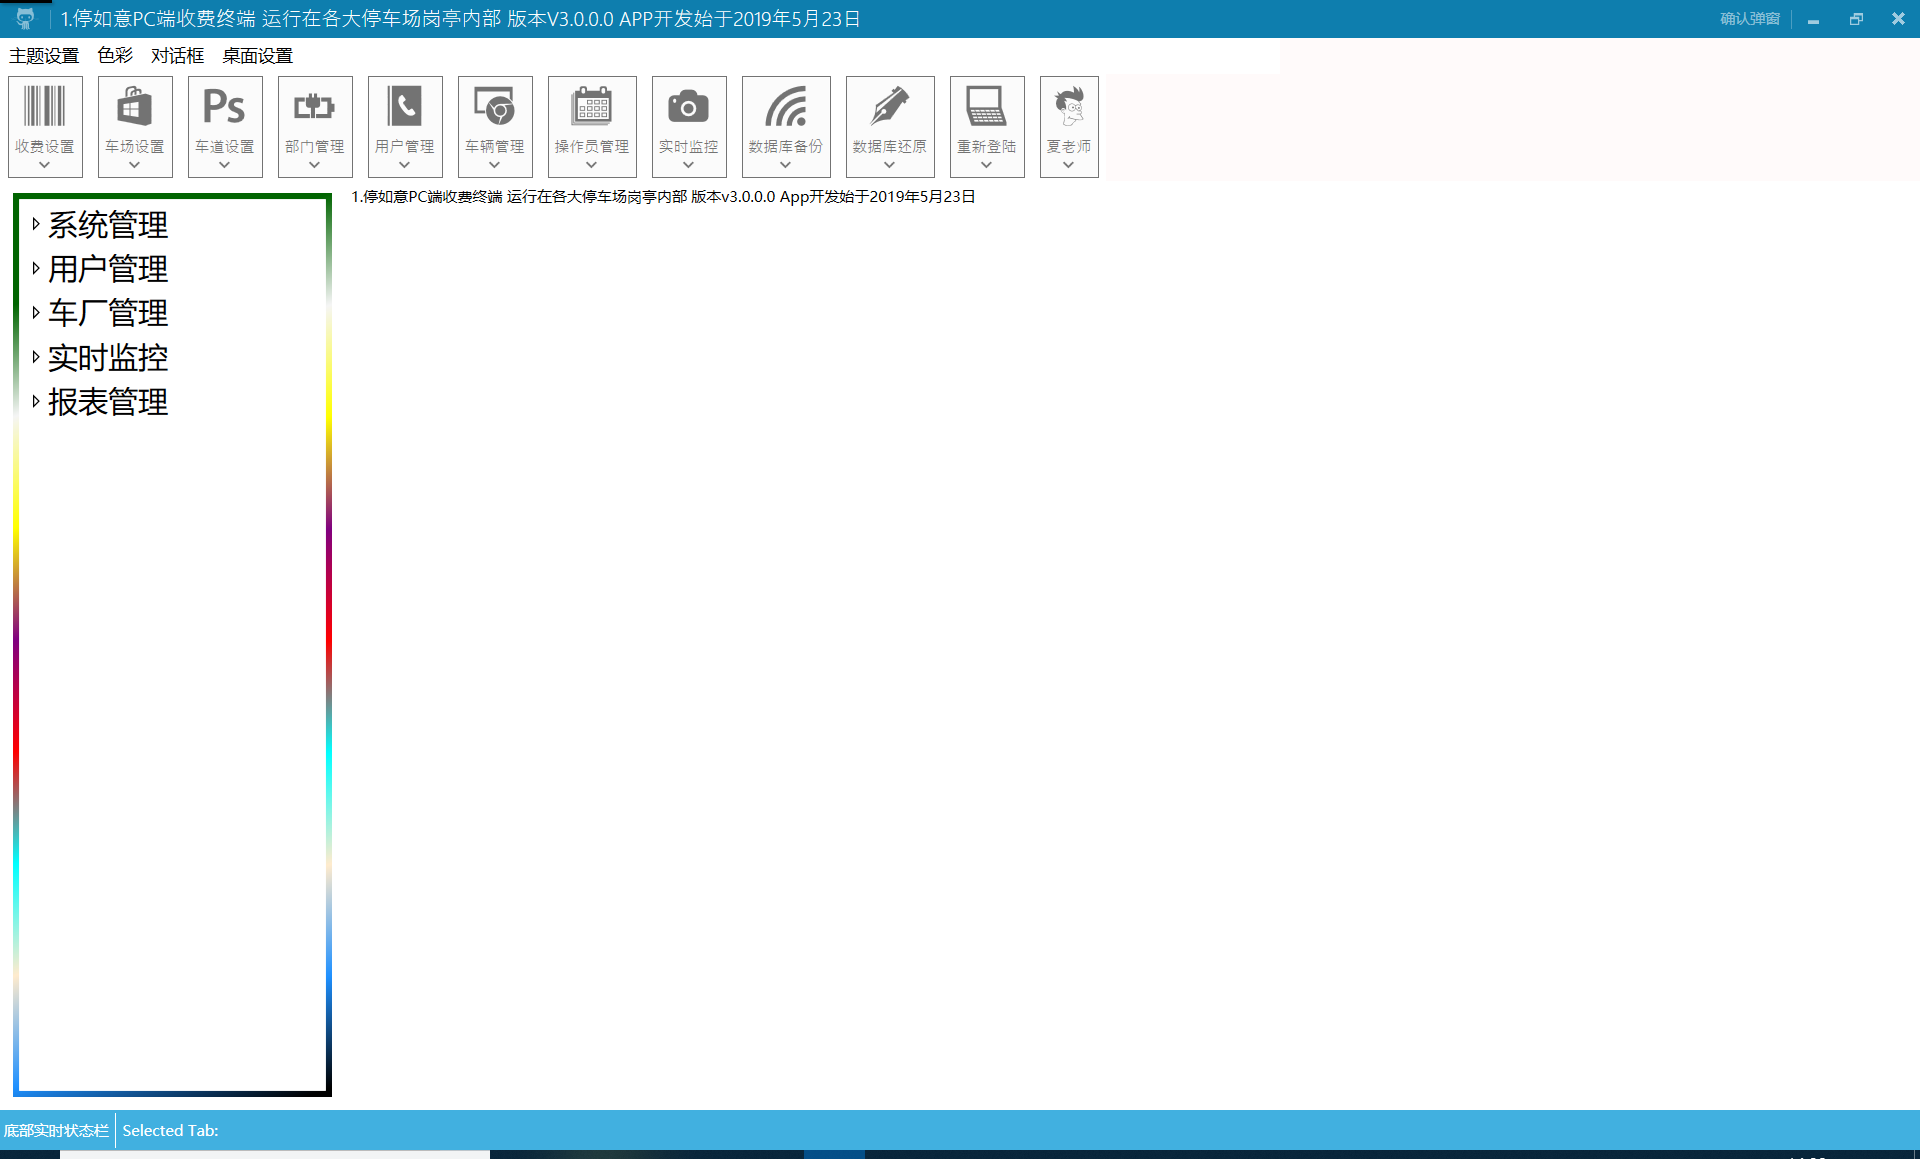 1.停如意PC端收费终端 运行在各大停车场岗亭内部 版本V3.0.0.0 APP开发始于2019年5月23日 确认弹窗
主题设置 色彩 对话框 桌面设置
Ps
收费设置 车场设置 车道设置 部门管理 用户管理 车辆管理 操作员管理 实时监控 数据库备份 数据库还原 重新登陆 夏老师
1.停如意PC端收费终端 运行在各大停车场岗亭内部 版本v3.0.0.0 App开发始于2019年5月23日
系统管理
用户管理
车厂管理
实时监控
报表管理
底部实时状态栏 Selected Tab: